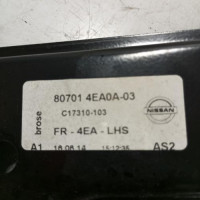 80701 4EA0A-03
C17310-103
brose
NISSAN
FR - 4EA - LHS
A1 18.08.14 15:12:35 AS2